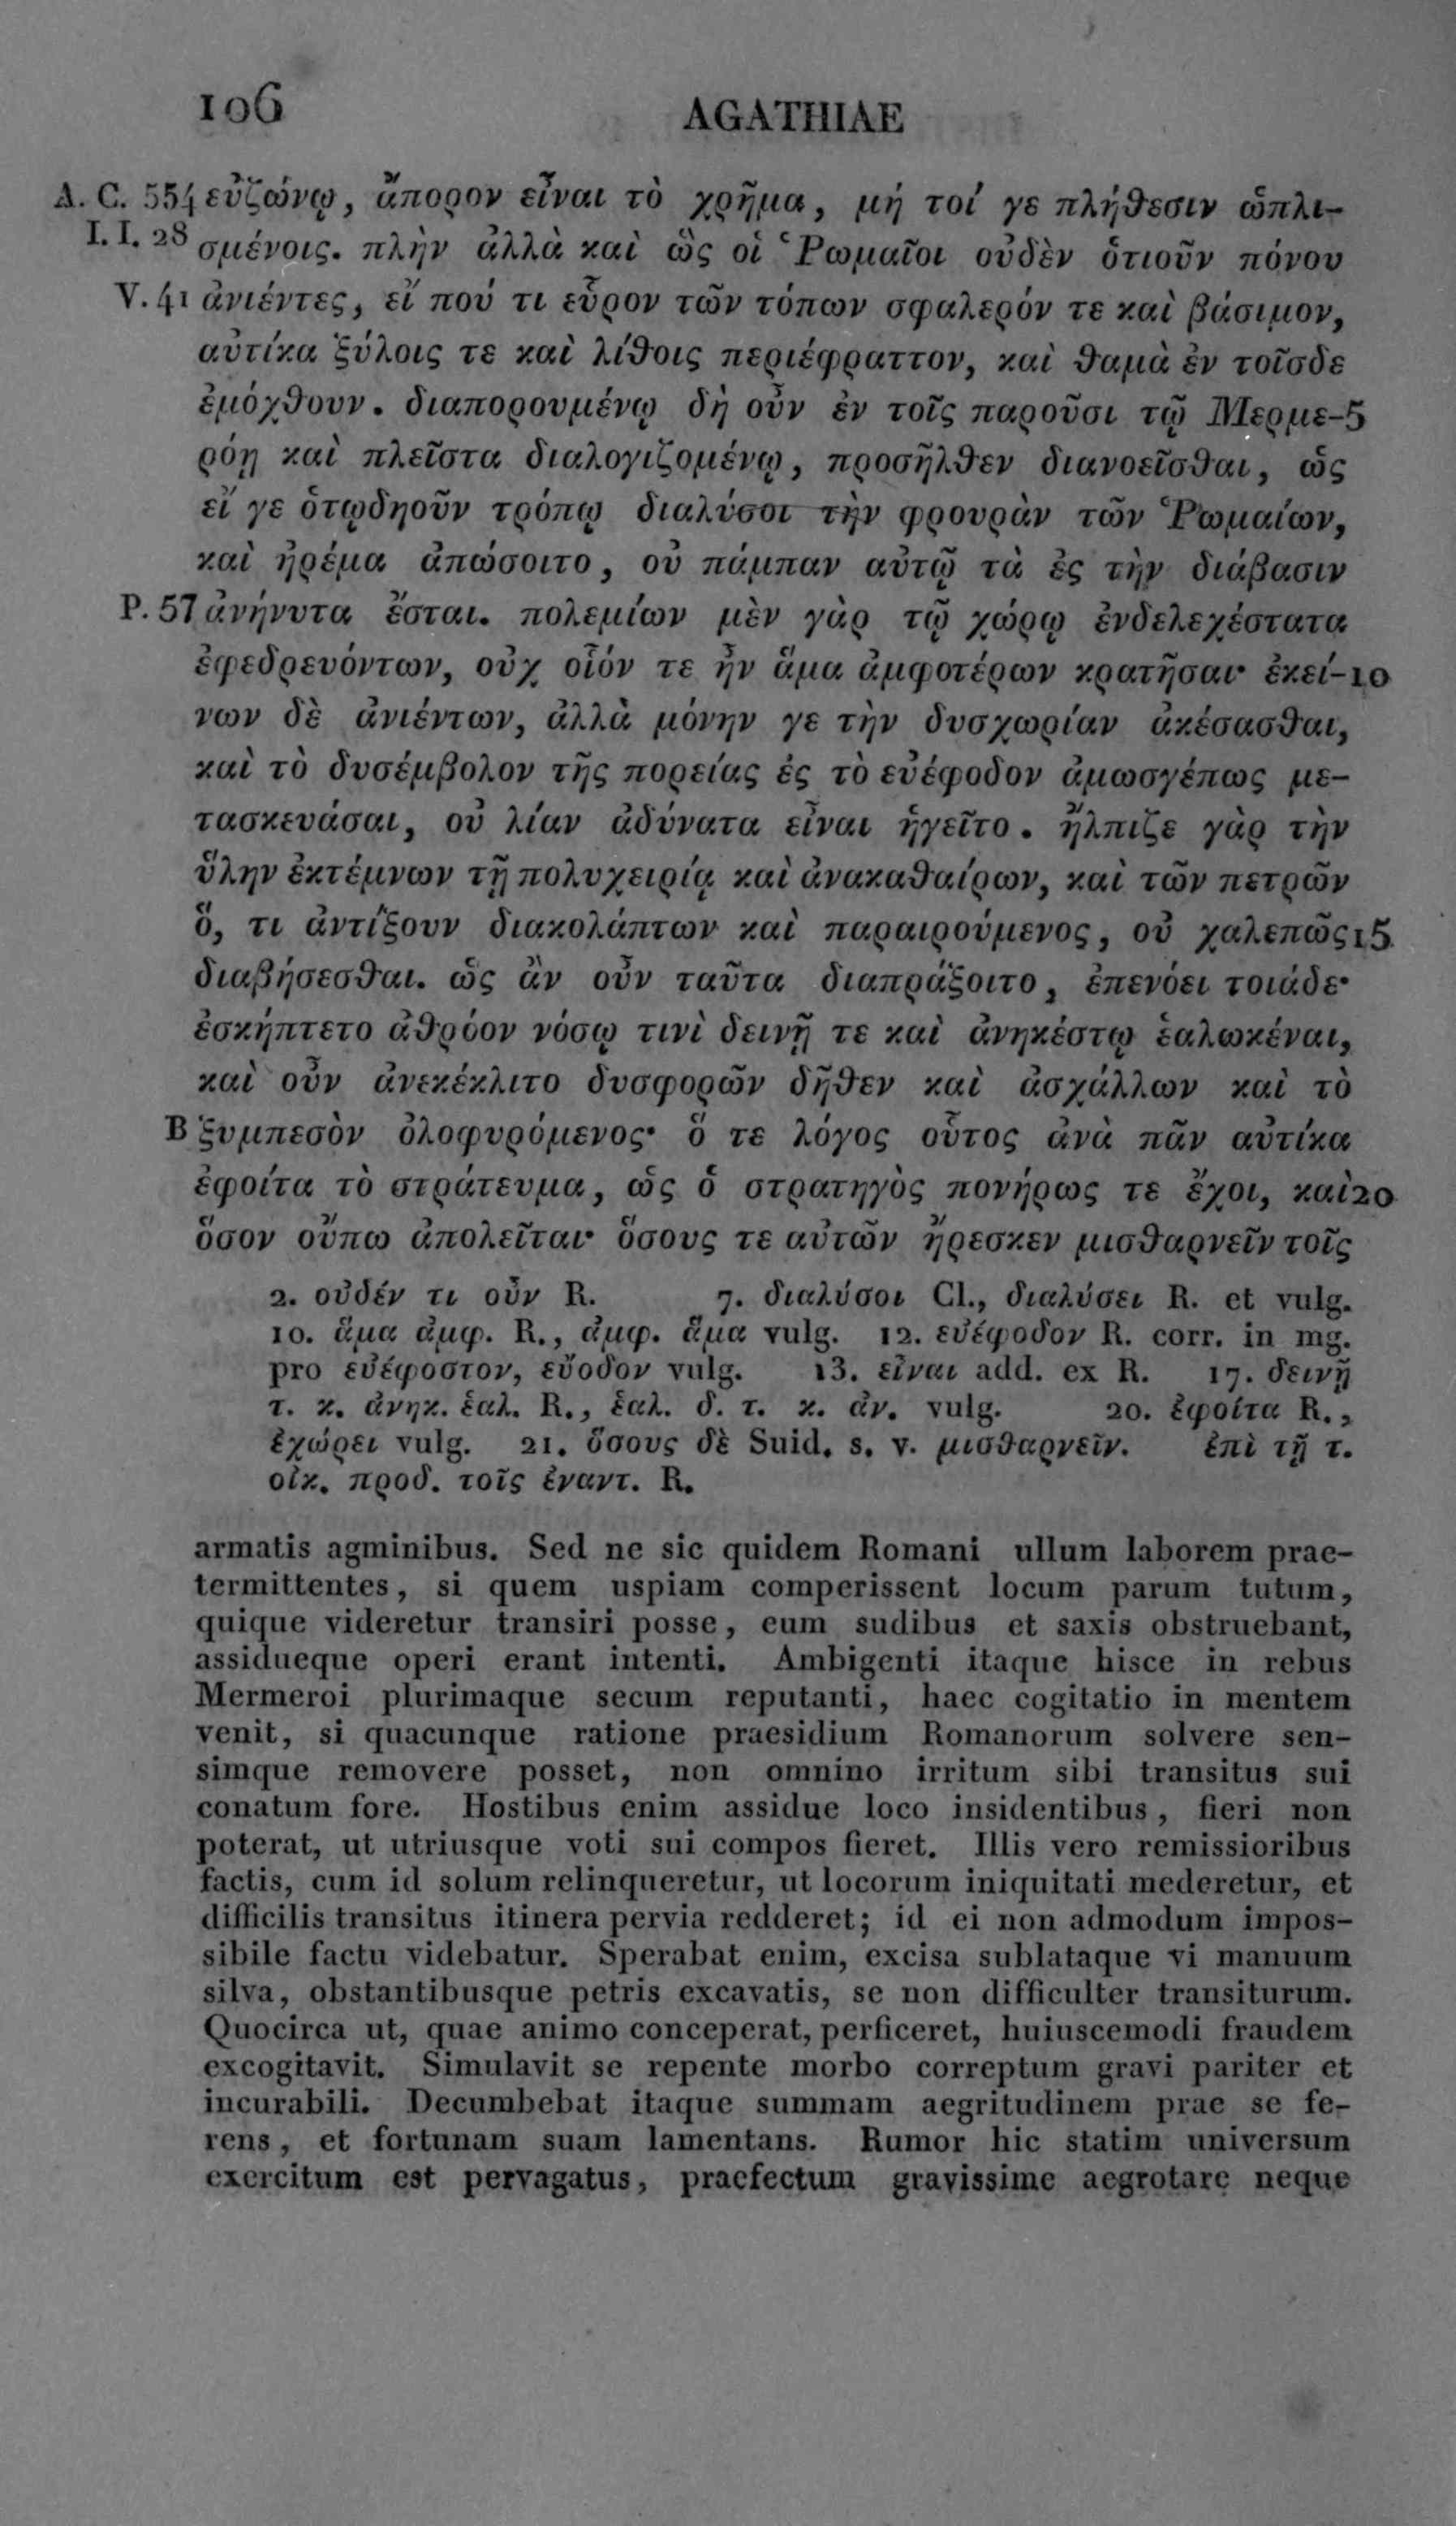 106 AGATHIAE
A. C. 554 εὐζώνῳ, ἄπορον εἶναι τὸ χρῆμα, μή τοί γε πλήθεσιν ὡπλι-
I. I. 28 σμένοις. πλὴν ἀλλὰ καὶ ὣς οἱ Ῥωμαῖοι οὐδὲν ὁτιοῦν πόνου
V. 41 ἀνιέντες, εἴ πού τι εὗρον τῶν τόπων σφαλερόν τε καὶ βάσιμον,
αὐτίκα ξύλοις τε καὶ λίθοις περιέφραττον, καὶ θαμὰ ἐν τοῖσδε
ἐμόχθουν. διαπορουμένῳ δὴ οὖν ἐν τοῖς παροῦσι τῷ Μερμε- 5
ρόῃ καὶ πλεῖστα διαλογιζομένῳ, προσῆλθεν διανοεῖσθαι, ὡς
εἴ γε ὁτῳδηοῦν τρόπῳ διαλύσοι τὴν φρουρὰν τῶν Ῥωμαίων,
καὶ ἠρέμα ἀπώσοιτο, οὐ πάμπαν αὐτῷ τὰ ἐς τὴν διάβασιν
P. 57 ἀνήνυτα ἔσται. πολεμίων μὲν γὰρ τῷ χώρῳ ἐνδελεχέστατα
ἐφεδρευόντων, οὐχ οἷόν τε ἦν ἅμα ἀμφοτέρων κρατῆσαι· ἐκεί- 10
νων δὲ ἀνιέντων, ἀλλὰ μόνην γε τὴν δυσχωρίαν ἀκέσασθαι,
καὶ τὸ δυσέμβολον τῆς πορείας ἐς τὸ εὐέφοδον ἁμωσγέπως με-
τασκευάσαι, οὐ λίαν ἀδύνατα εἶναι ἡγεῖτο. ἤλπιζε γὰρ τὴν
ὕλην ἐκτέμνων τῇ πολυχειρίᾳ καὶ ἀνακαθαίρων, καὶ τῶν πετρῶν
ὅ, τι ἀντίξουν διακολάπτων καὶ παραιρούμενος, οὐ χαλεπῶς 15
διαβήσεσθαι. ὡς ἂν οὖν ταῦτα διαπράξοιτο, ἐπενόει τοιάδε·
ἐσκήπτετο ἀθρόον νόσῳ τινὶ δεινῇ τε καὶ ἀνηκέστῳ ἑαλωκέναι,
καὶ οὖν ἀνεκέκλιτο δυσφορῶν δῆθεν καὶ ἀσχάλλων καὶ τὸ
B ξυμπεσὸν ὀλοφυρόμενος· ὅ τε λόγος οὗτος ἀνὰ πᾶν αὐτίκα
ἐφοίτα τὸ στράτευμα, ὡς ὁ στρατηγὸς πονήρως τε ἔχοι, καὶ 20
ὅσον οὔπω ἀπολεῖται· ὅσους τε αὐτῶν ἤρεσκεν μισθαρνεῖν τοῖς
2. οὐδέν τι οὖν R. 7. διαλύσοι Cl., διαλύσει R. et vulg.
10. ἅμα ἀμφ. R., ἀμφ. ἅμα vulg. 12. εὐέφοδον R. corr. in mg.
pro εὐέφοστον, εὔοδον vulg. 13. εἶναι add. ex R. 17. δεινῇ
τ. κ. ἀνηκ. ἑαλ. R., ἑαλ. δ. τ. κ. ἀν. vulg. 20. ἐφοίτα R.,
ἐχώρει vulg. 21. ὅσους δὲ Suid. s. v. μισθαρνεῖν. ἐπὶ τῇ τ.
οἰκ. προδ. τοῖς ἐναντ. R.
armatis agminibus. Sed ne sic quidem Romani ullum laborem prae-
termittentes, si quem uspiam comperissent locum parum tutum,
quique videretur transiri posse, eum sudibus et saxis obstruebant,
assidueque operi erant intenti. Ambigenti itaque hisce in rebus
Mermeroi plurimaque secum reputanti, haec cogitatio in mentem
venit, si quacunque ratione praesidium Romanorum solvere sen-
simque removere posset, non omnino irritum sibi transitus sui
conatum fore. Hostibus enim assidue loco insidentibus, fieri non
poterat, ut utriusque voti sui compos fieret. Illis vero remissioribus
factis, cum id solum relinqueretur, ut locorum iniquitati mederetur, et
difficilis transitus itinera pervia redderet; id ei non admodum impos-
sibile factu videbatur. Sperabat enim, excisa sublataque vi manuum
silva, obstantibusque petris excavatis, se non difficulter transiturum.
Quocirca ut, quae animo conceperat, perficeret, huiuscemodi fraudem
excogitavit. Simulavit se repente morbo correptum gravi pariter et
incurabili. Decumbebat itaque summam aegritudinem prae se fe-
rens, et fortunam suam lamentans. Rumor hic statim universum
exercitum est pervagatus, praefectum gravissime aegrotare neque